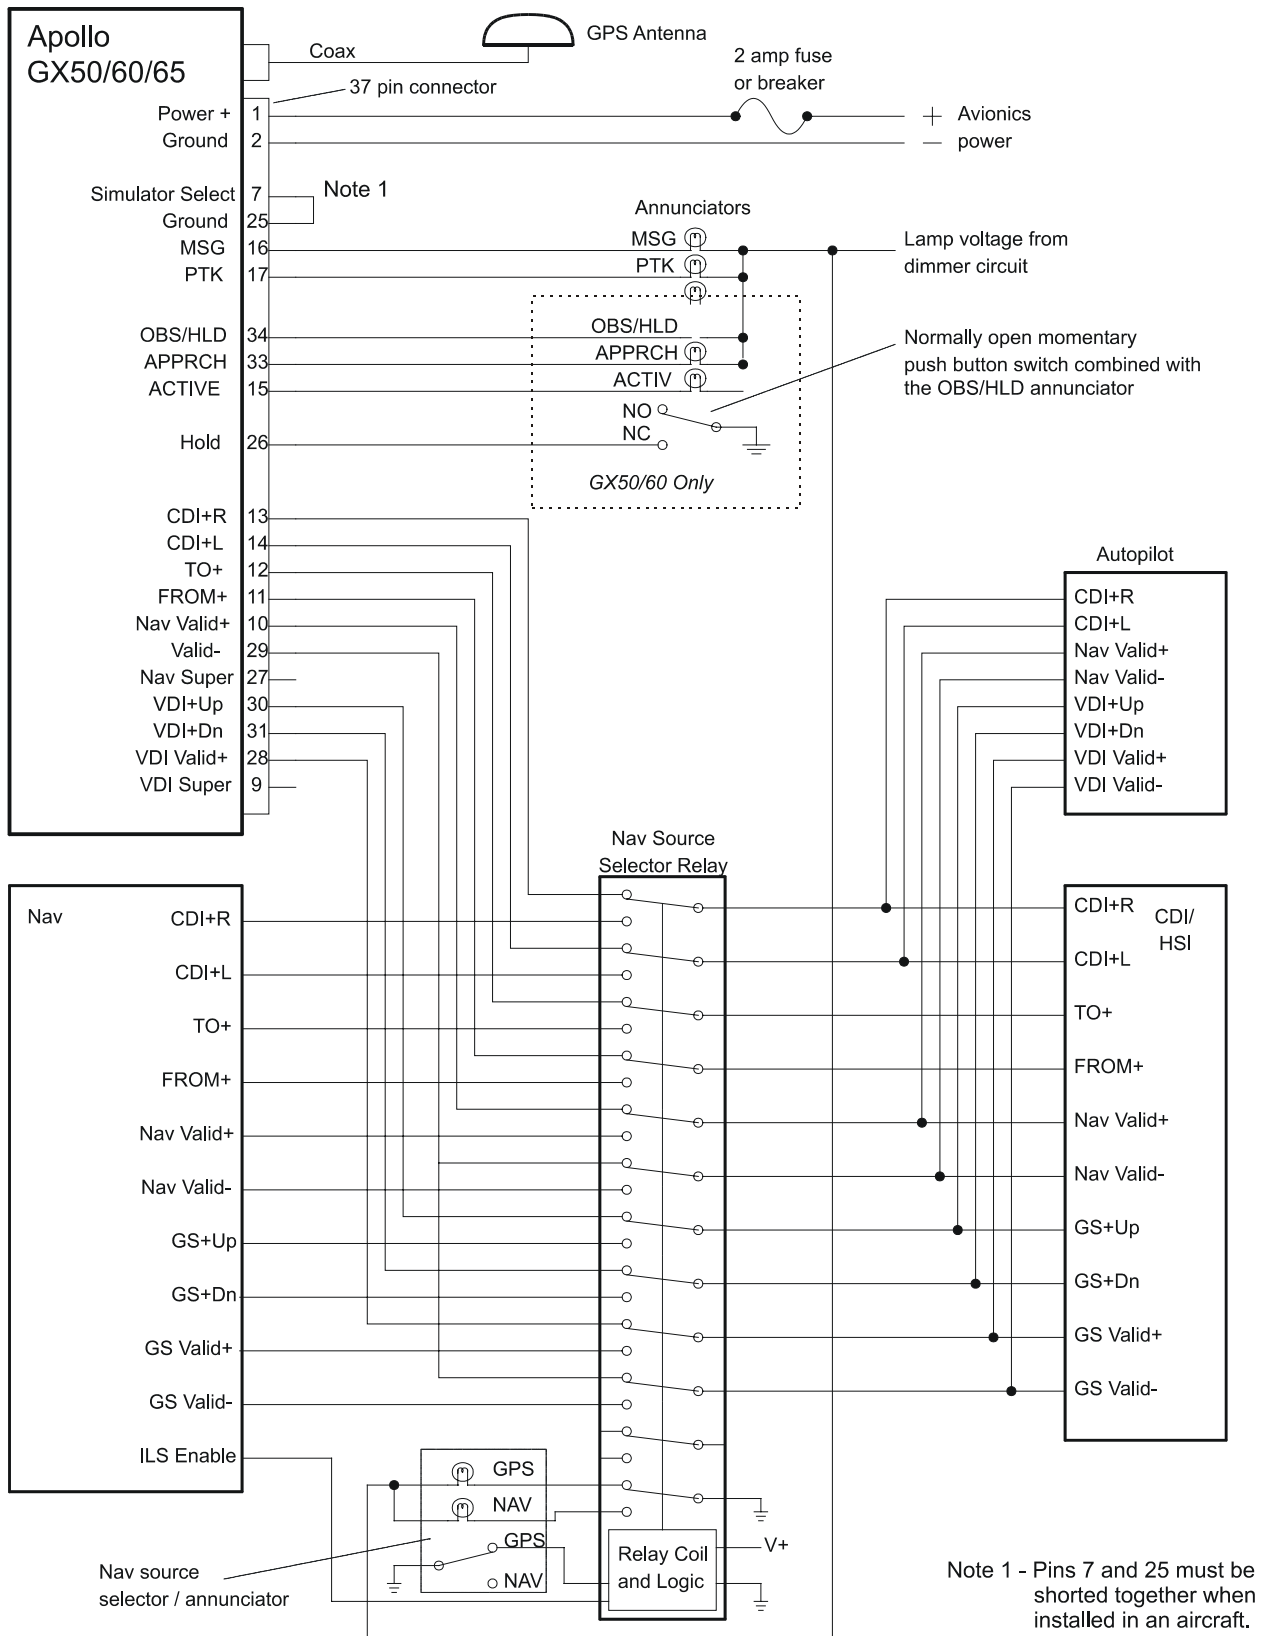 Apollo
GX50/60/65
Coax
GPS Antenna
37 pin connector
2 amp fuse
or breaker
Power + 1
Ground 2
+ Avionics
— power
Simulator Select 7
Ground 25
Note 1
MSG 16
PTK 17
OBS/HLD 34
APPRCH 33
ACTIVE 15
Hold 26
Annunciators
MSG
PTK
OBS/HLD
APPRCH
ACTIV
NO
NC
GX50/60 Only
Lamp voltage from
dimmer circuit
Normally open momentary
push button switch combined with
the OBS/HLD annunciator
CDI+R 13
CDI+L 14
TO+ 12
FROM+ 11
Nav Valid+ 10
Valid- 29
Nav Super 27
VDI+Up 30
VDI+Dn 31
VDI Valid+ 28
VDI Super 9
Autopilot
CDI+R
CDI+L
Nav Valid+
Nav Valid-
VDI+Up
VDI+Dn
VDI Valid+
VDI Valid-
Nav Source
Selector Relay
Nav
CDI+R
CDI+L
TO+
FROM+
Nav Valid+
Nav Valid-
GS+Up
GS+Dn
GS Valid+
GS Valid-
ILS Enable
CDI/
HSI
CDI+R
CDI+L
TO+
FROM+
Nav Valid+
Nav Valid-
GS+Up
GS+Dn
GS Valid+
GS Valid-
GPS
NAV
GPS
NAV
Relay Coil
and Logic
V+
Nav source
selector / annunciator
Note 1 - Pins 7 and 25 must be
shorted together when
installed in an aircraft.